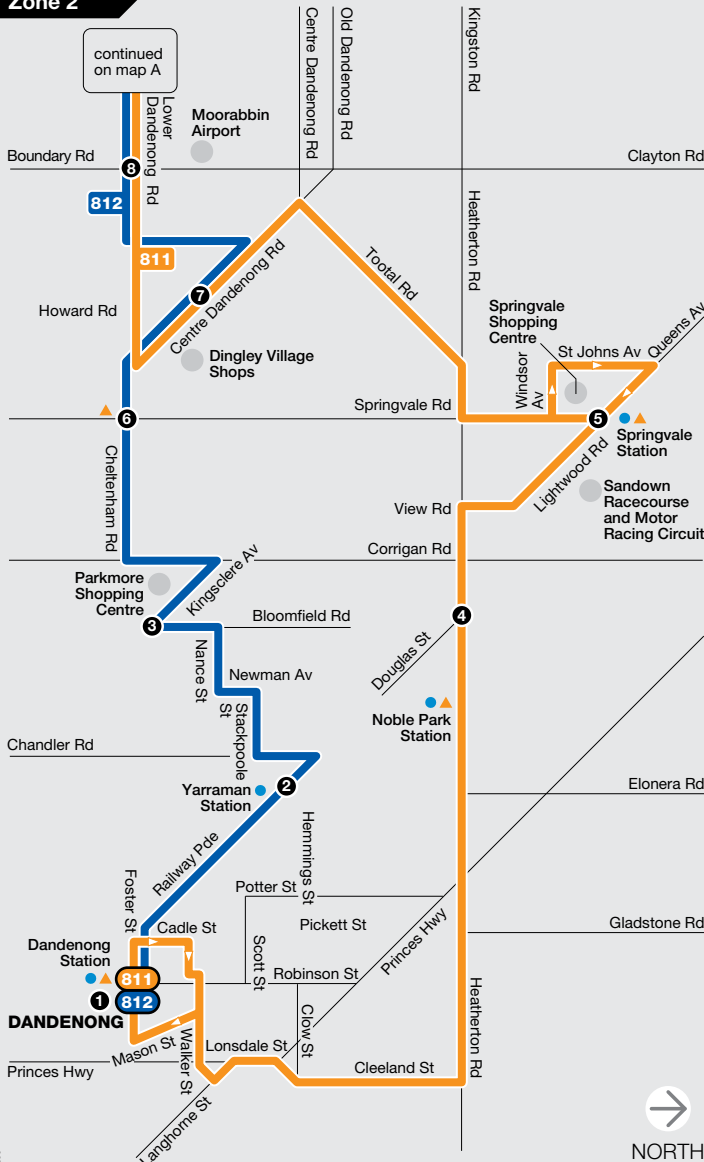 Zone 2
continued
on map A
Lower
Dandenong Rd
Moorabbin
Airport
Centre Dandenong Rd
Old Dandenong Rd
Kingston Rd
Boundary Rd
8
Clayton Rd
812
811
Heatherton Rd
Howard Rd
7
Centre Dandenong Rd
Tootal Rd
Dingley Village
Shops
Springvale
Shopping
Centre
Windsor
Av
St Johns Av
Queens Av
6
Springvale Rd
5
Springvale
Station
Cheltenham Rd
Lightwood Rd
Sandown
Racecourse
and Motor
Racing Circuit
View Rd
Corrigan Rd
Parkmore
Shopping
Centre
Kingsclere Av
3
Bloomfield Rd
4
Nance St
Newman Av
Douglas St
Stackpoole
St
Noble Park
Station
Chandler Rd
Yarraman
Station
2
Elonera Rd
Railway Pde
Hemmings St
Potter St
Foster St
Cadle St
Pickett St
Princes Hwy
Gladstone Rd
Dandenong
Station
811
Scott St
Robinson St
1
812
DANDENONG
Clow St
Heatherton Rd
Mason St
Walker St
Lonsdale St
Princes Hwy
Cleeland St
Langhorne St
NORTH